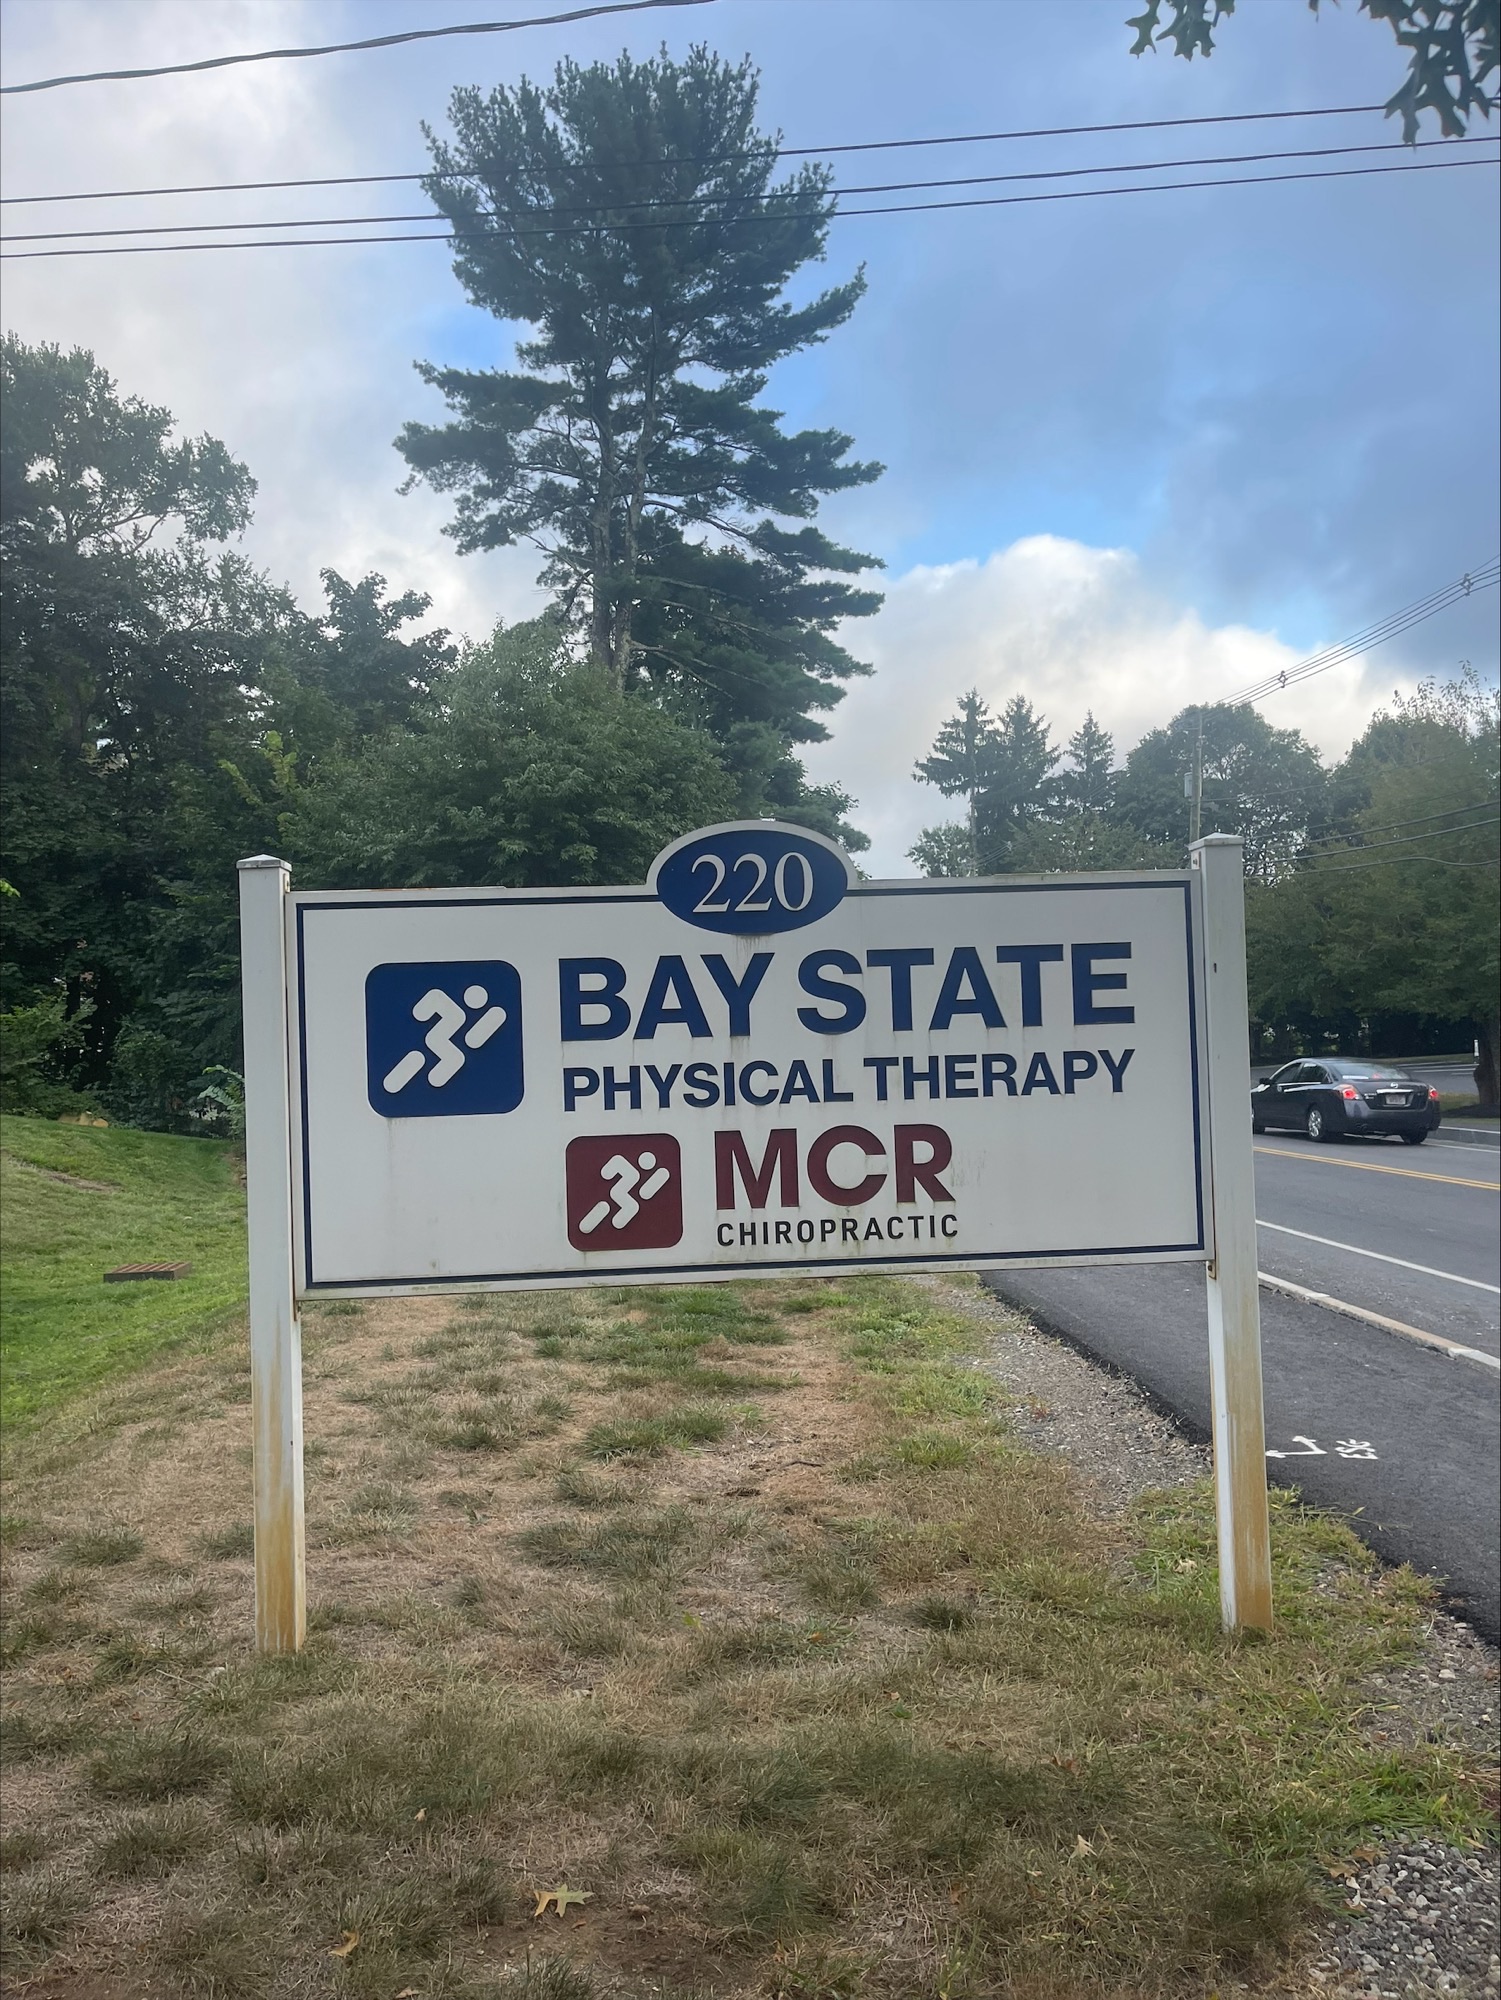 220
BAY STATE
PHYSICAL THERAPY
MCR
CHIROPRACTIC